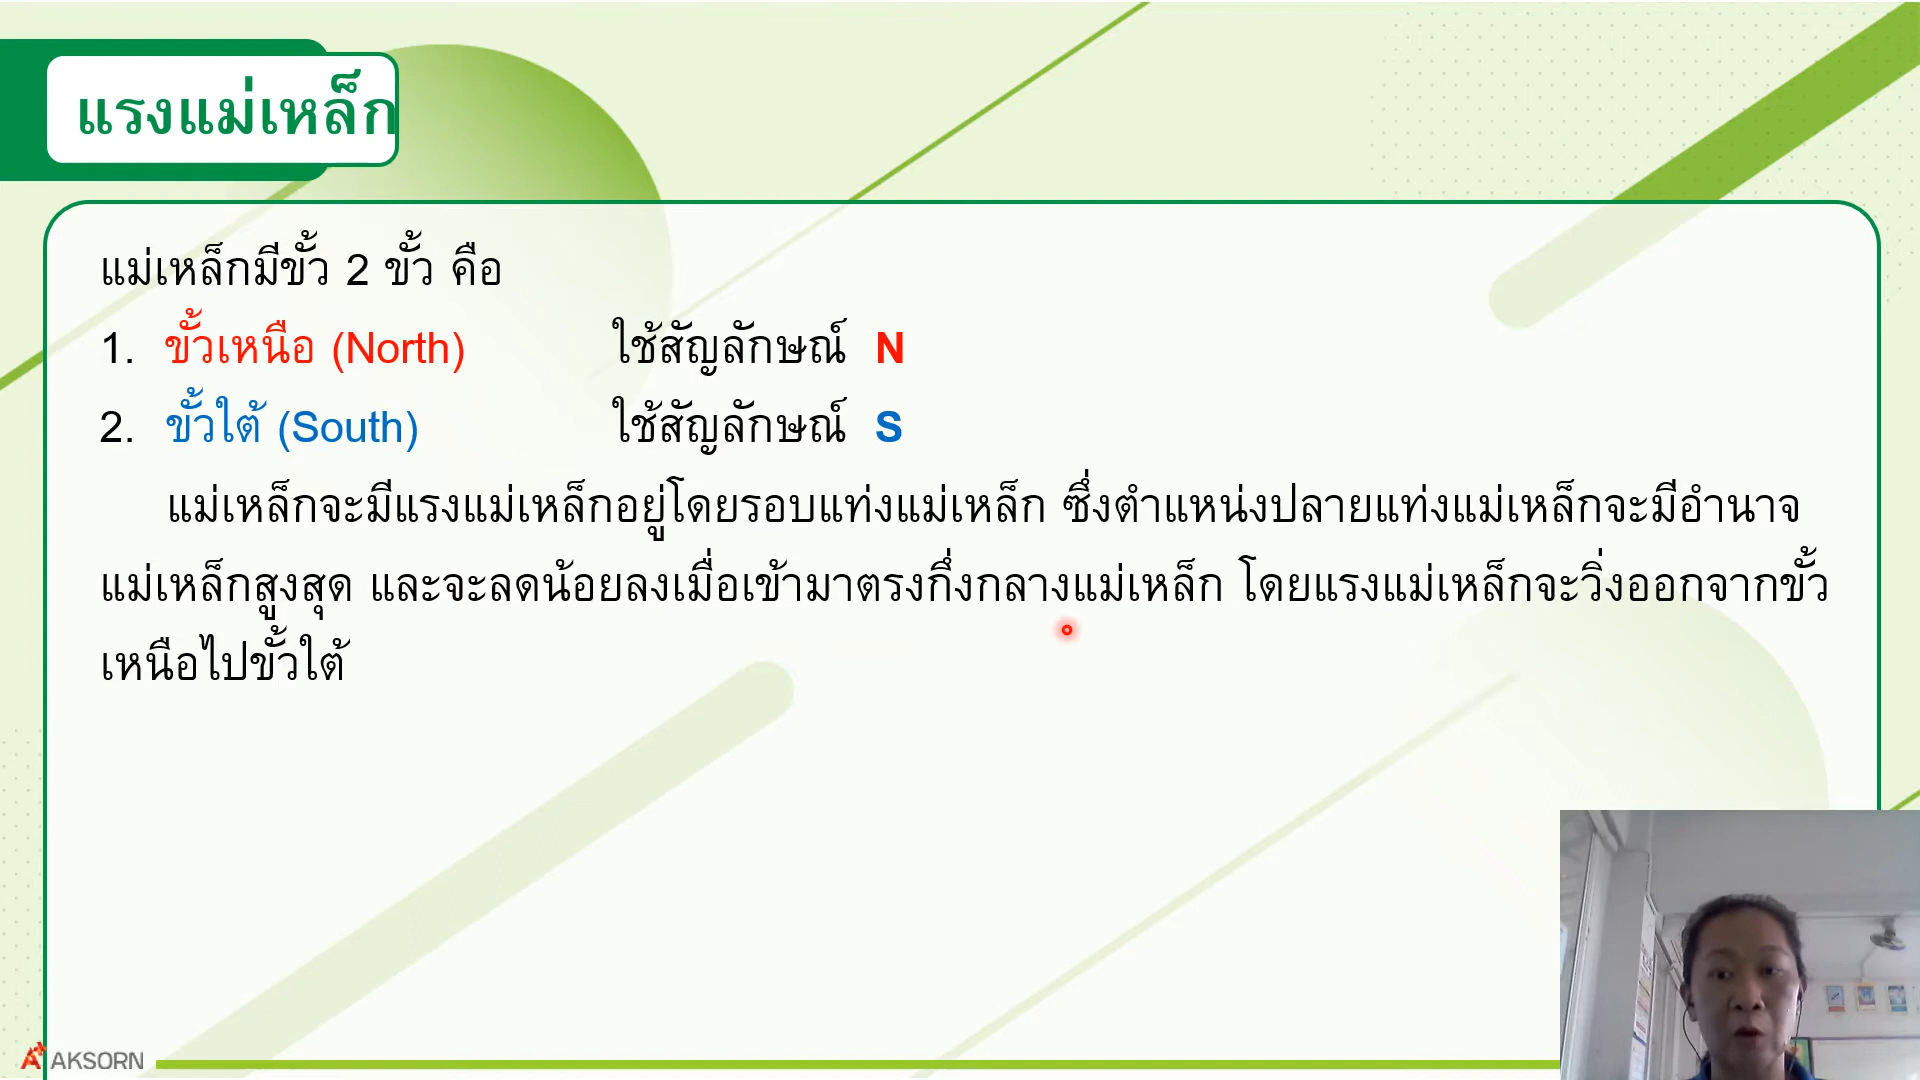 แรงแม่เหล็ก
แม่เหล็กมีขั้ว 2 ขั้ว คือ
1. ขั้วเหนือ (North) ใช้สัญลักษณ์ N
2. ขั้วใต้ (South) ใช้สัญลักษณ์ S
แม่เหล็กจะมีแรงแม่เหล็กอยู่โดยรอบแท่งแม่เหล็ก ซึ่งตำแหน่งปลายแท่งแม่เหล็กจะมีอำนาจ
แม่เหล็กสูงสุด และจะลดน้อยลงเมื่อเข้ามาตรงกึ่งกลางแม่เหล็ก โดยแรงแม่เหล็กจะวิ่งออกจากขั้ว
เหนือไปขั้วใต้
AKSORN